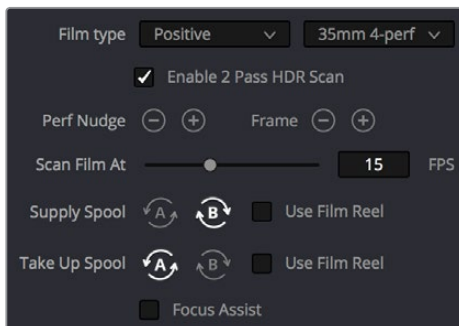 Film type Positive 35mm 4-perf
Enable 2 Pass HDR Scan
Perf Nudge Frame
Scan Film At 15 FPS
Supply Spool A B Use Film Reel
Take Up Spool A B Use Film Reel
Focus Assist